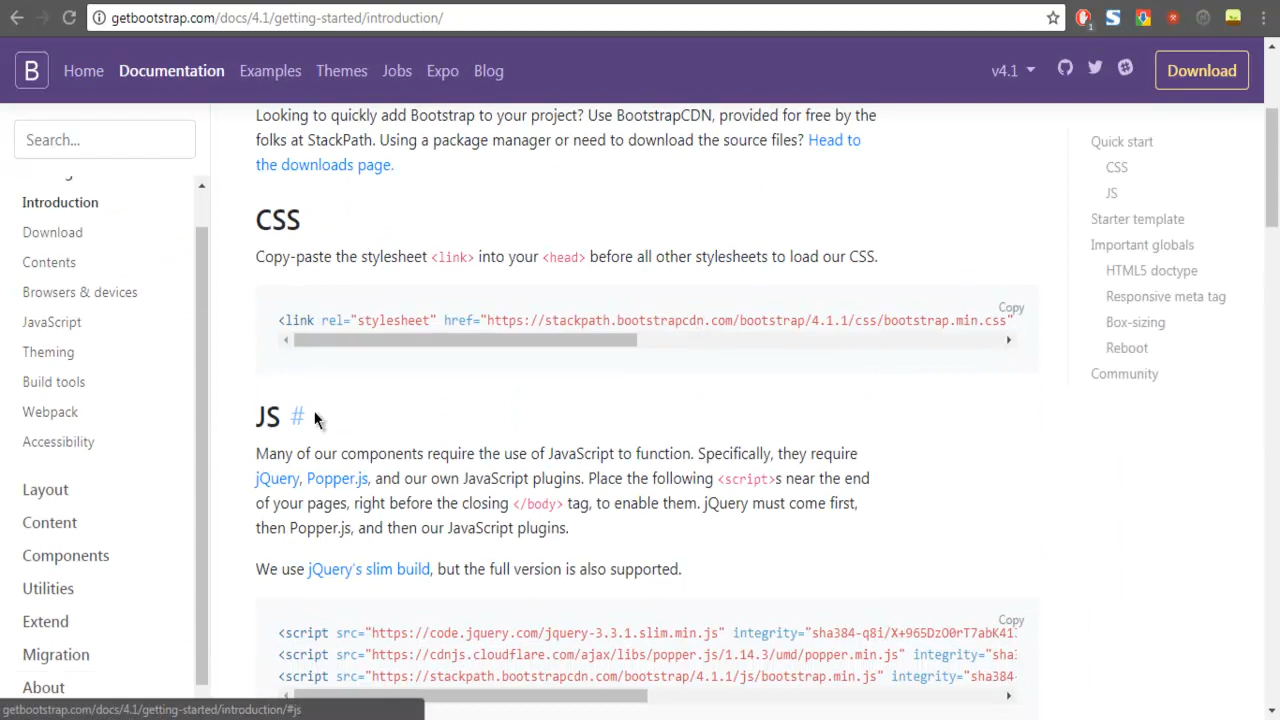 getbootstrap.com/docs/4.1/getting-started/introduction/
1
B
Home Documentation Examples Themes Jobs Expo Blog
v4.1
Download
Search...
Introduction
Download
Contents
Browsers & devices
JavaScript
Theming
Build tools
Webpack
Accessibility
Layout
Content
Components
Utilities
Extend
Migration
About
Looking to quickly add Bootstrap to your project? Use BootstrapCDN, provided for free by the
folks at StackPath. Using a package manager or need to download the source files? Head to
the downloads page.
CSS
Copy-paste the stylesheet <link> into your <head> before all other stylesheets to load our CSS.
Copy
<link rel="stylesheet" href="https://stackpath.bootstrapcdn.com/bootstrap/4.1.1/css/bootstrap.min.css"
JS #
Many of our components require the use of JavaScript to function. Specifically, they require
jQuery, Popper.js, and our own JavaScript plugins. Place the following <script>s near the end
of your pages, right before the closing </body> tag, to enable them. jQuery must come first,
then Popper.js, and then our JavaScript plugins.
We use jQuery's slim build, but the full version is also supported.
Copy
<script src="https://code.jquery.com/jquery-3.3.1.slim.min.js" integrity="sha384-q8i/X+965DzO0rT7abK41
<script src="https://cdnjs.cloudflare.com/ajax/libs/popper.js/1.14.3/umd/popper.min.js" integrity="sha
<script src="https://stackpath.bootstrapcdn.com/bootstrap/4.1.1/js/bootstrap.min.js" integrity="sha384-
Quick start
CSS
JS
Starter template
Important globals
HTML5 doctype
Responsive meta tag
Box-sizing
Reboot
Community
getbootstrap.com/docs/4.1/getting-started/introduction/#js